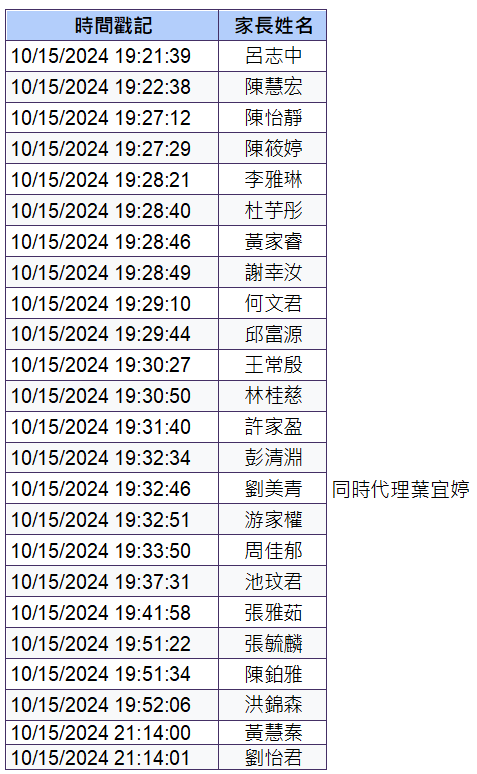 時間戳記 家長姓名
10/15/2024 19:21:39 呂志中
10/15/2024 19:22:38 陳慧宏
10/15/2024 19:27:12 陳怡靜
10/15/2024 19:27:29 陳筱婷
10/15/2024 19:28:21 李雅琳
10/15/2024 19:28:40 杜芋彤
10/15/2024 19:28:46 黃家睿
10/15/2024 19:28:49 謝幸汝
10/15/2024 19:29:10 何文君
10/15/2024 19:29:44 邱富源
10/15/2024 19:30:27 王常殷
10/15/2024 19:30:50 林桂慈
10/15/2024 19:31:40 許家盈
10/15/2024 19:32:34 彭清淵
10/15/2024 19:32:46 劉美青 同時代理葉宜婷
10/15/2024 19:32:51 游家權
10/15/2024 19:33:50 周佳郁
10/15/2024 19:37:31 池玟君
10/15/2024 19:41:58 張雅茹
10/15/2024 19:51:22 張毓麟
10/15/2024 19:51:34 陳鉑雅
10/15/2024 19:52:06 洪錦森
10/15/2024 21:14:00 黃慧秦
10/15/2024 21:14:01 劉怡君